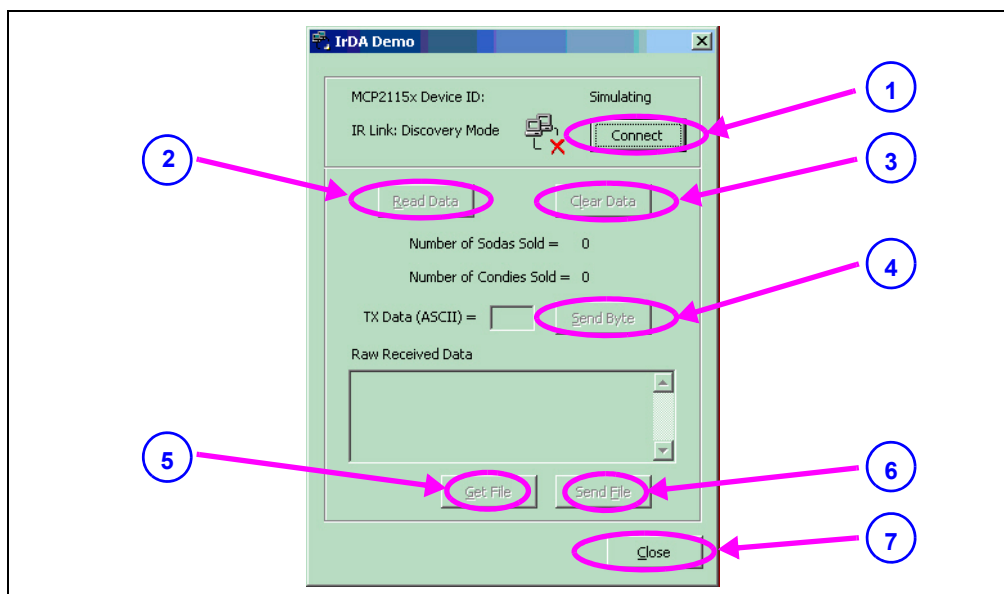 IrDA Demo
MCP2115x Device ID: Simulating
1
IR Link: Discovery Mode Connect
2
3
Read Data Clear Data
Number of Sodas Sold = 0
4
Number of Condies Sold = 0
TX Data (ASCII) = Send Byte
Raw Received Data
5
6
Get File Send File
7
Close